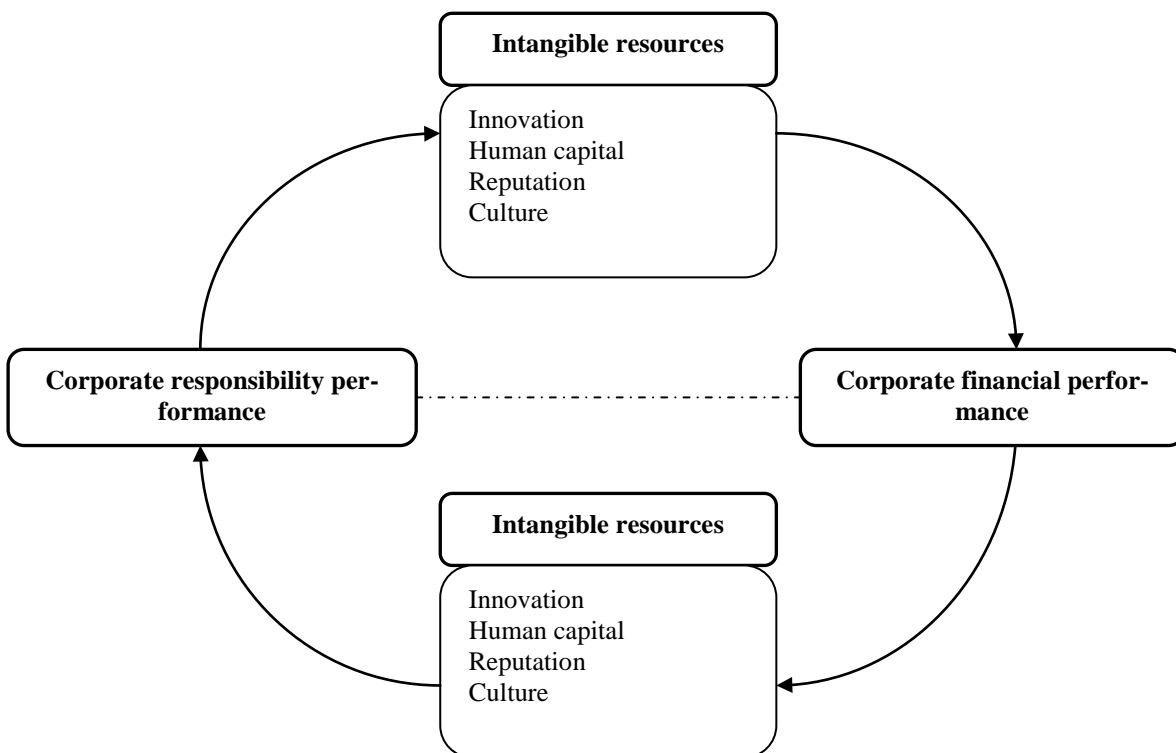 Intangible resources
Innovation
Human capital
Reputation
Culture
Corporate responsibility per-
formance
Corporate financial perfor-
mance
Intangible resources
Innovation
Human capital
Reputation
Culture